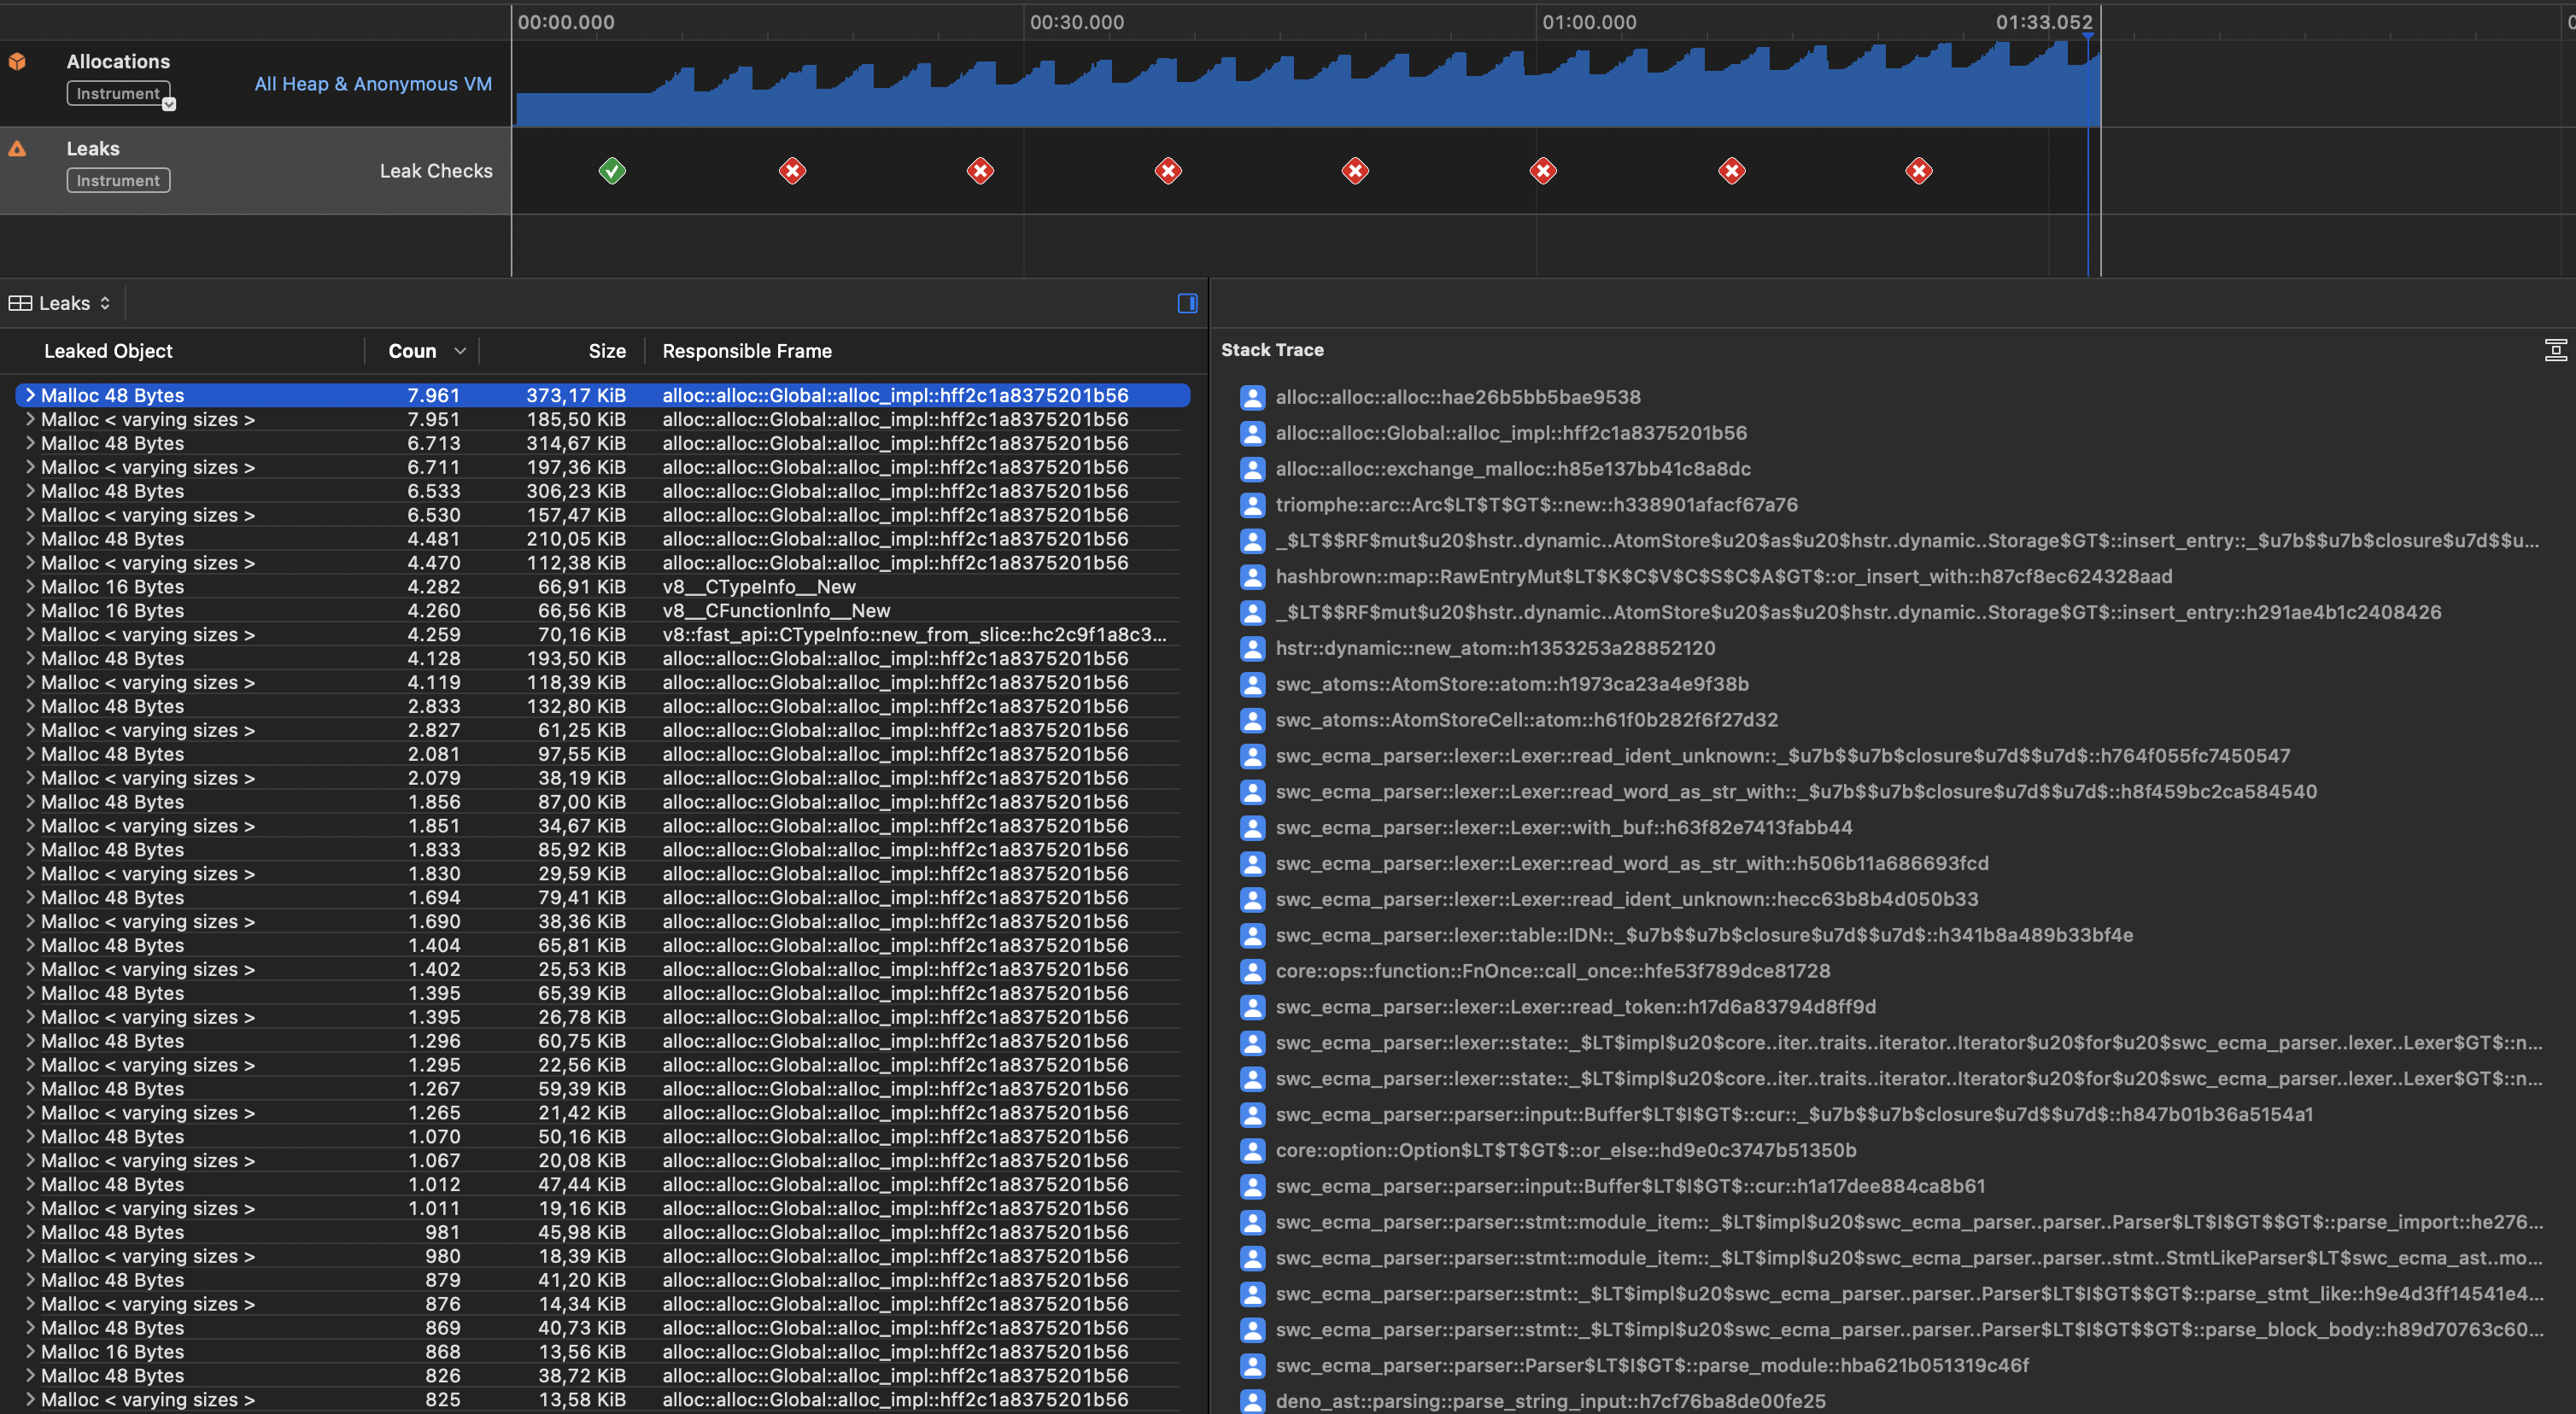 00:00.000 00:30.000 01:00.000 01:33.052 0
Allocations
Instrument
All Heap & Anonymous VM
Leaks
Instrument
Leak Checks
Leaks
Leaked Object Coun Size Responsible Frame
Malloc 48 Bytes 7.961 373,17 KiB alloc::alloc::Global::alloc_impl::hff2c1a8375201b56
Malloc < varying sizes > 7.951 185,50 KiB alloc::alloc::Global::alloc_impl::hff2c1a8375201b56
Malloc 48 Bytes 6.713 314,67 KiB alloc::alloc::Global::alloc_impl::hff2c1a8375201b56
Malloc < varying sizes > 6.711 197,36 KiB alloc::alloc::Global::alloc_impl::hff2c1a8375201b56
Malloc 48 Bytes 6.533 306,23 KiB alloc::alloc::Global::alloc_impl::hff2c1a8375201b56
Malloc < varying sizes > 6.530 157,47 KiB alloc::alloc::Global::alloc_impl::hff2c1a8375201b56
Malloc 48 Bytes 4.481 210,05 KiB alloc::alloc::Global::alloc_impl::hff2c1a8375201b56
Malloc < varying sizes > 4.470 112,38 KiB alloc::alloc::Global::alloc_impl::hff2c1a8375201b56
Malloc 16 Bytes 4.282 66,91 KiB v8__CTypeInfo__New
Malloc 16 Bytes 4.260 66,56 KiB v8__CFunctionInfo__New
Malloc < varying sizes > 4.259 70,16 KiB v8::fast_api::CTypeInfo::new_from_slice::hc2c9f1a8c3...
Malloc 48 Bytes 4.128 193,50 KiB alloc::alloc::Global::alloc_impl::hff2c1a8375201b56
Malloc < varying sizes > 4.119 118,39 KiB alloc::alloc::Global::alloc_impl::hff2c1a8375201b56
Malloc 48 Bytes 2.833 132,80 KiB alloc::alloc::Global::alloc_impl::hff2c1a8375201b56
Malloc < varying sizes > 2.827 61,25 KiB alloc::alloc::Global::alloc_impl::hff2c1a8375201b56
Malloc 48 Bytes 2.081 97,55 KiB alloc::alloc::Global::alloc_impl::hff2c1a8375201b56
Malloc < varying sizes > 2.079 38,19 KiB alloc::alloc::Global::alloc_impl::hff2c1a8375201b56
Malloc 48 Bytes 1.856 87,00 KiB alloc::alloc::Global::alloc_impl::hff2c1a8375201b56
Malloc < varying sizes > 1.851 34,67 KiB alloc::alloc::Global::alloc_impl::hff2c1a8375201b56
Malloc 48 Bytes 1.833 85,92 KiB alloc::alloc::Global::alloc_impl::hff2c1a8375201b56
Malloc < varying sizes > 1.830 29,59 KiB alloc::alloc::Global::alloc_impl::hff2c1a8375201b56
Malloc 48 Bytes 1.694 79,41 KiB alloc::alloc::Global::alloc_impl::hff2c1a8375201b56
Malloc < varying sizes > 1.690 38,36 KiB alloc::alloc::Global::alloc_impl::hff2c1a8375201b56
Malloc 48 Bytes 1.404 65,81 KiB alloc::alloc::Global::alloc_impl::hff2c1a8375201b56
Malloc < varying sizes > 1.402 25,53 KiB alloc::alloc::Global::alloc_impl::hff2c1a8375201b56
Malloc 48 Bytes 1.395 65,39 KiB alloc::alloc::Global::alloc_impl::hff2c1a8375201b56
Malloc < varying sizes > 1.395 26,78 KiB alloc::alloc::Global::alloc_impl::hff2c1a8375201b56
Malloc 48 Bytes 1.296 60,75 KiB alloc::alloc::Global::alloc_impl::hff2c1a8375201b56
Malloc < varying sizes > 1.295 22,56 KiB alloc::alloc::Global::alloc_impl::hff2c1a8375201b56
Malloc 48 Bytes 1.267 59,39 KiB alloc::alloc::Global::alloc_impl::hff2c1a8375201b56
Malloc < varying sizes > 1.265 21,42 KiB alloc::alloc::Global::alloc_impl::hff2c1a8375201b56
Malloc 48 Bytes 1.070 50,16 KiB alloc::alloc::Global::alloc_impl::hff2c1a8375201b56
Malloc < varying sizes > 1.067 20,08 KiB alloc::alloc::Global::alloc_impl::hff2c1a8375201b56
Malloc 48 Bytes 1.012 47,44 KiB alloc::alloc::Global::alloc_impl::hff2c1a8375201b56
Malloc < varying sizes > 1.011 19,16 KiB alloc::alloc::Global::alloc_impl::hff2c1a8375201b56
Malloc 48 Bytes 981 45,98 KiB alloc::alloc::Global::alloc_impl::hff2c1a8375201b56
Malloc < varying sizes > 980 18,39 KiB alloc::alloc::Global::alloc_impl::hff2c1a8375201b56
Malloc 48 Bytes 879 41,20 KiB alloc::alloc::Global::alloc_impl::hff2c1a8375201b56
Malloc < varying sizes > 876 14,34 KiB alloc::alloc::Global::alloc_impl::hff2c1a8375201b56
Malloc 48 Bytes 869 40,73 KiB alloc::alloc::Global::alloc_impl::hff2c1a8375201b56
Malloc 16 Bytes 868 13,56 KiB alloc::alloc::Global::alloc_impl::hff2c1a8375201b56
Malloc 48 Bytes 826 38,72 KiB alloc::alloc::Global::alloc_impl::hff2c1a8375201b56
Malloc < varying sizes > 825 13,58 KiB alloc::alloc::Global::alloc_impl::hff2c1a8375201b56
Stack Trace
alloc::alloc::alloc::hae26b5bb5bae9538
alloc::alloc::Global::alloc_impl::hff2c1a8375201b56
alloc::alloc::exchange_malloc::h85e137bb41c8a8dc
triomphe::arc::Arc$LT$T$GT$::new::h338901afacf67a76
_$LT$$RF$mut$u20$hstr..dynamic..AtomStore$u20$as$u20$hstr..dynamic..Storage$GT$::insert_entry::_$u7b$$u7b$closure$u7d$$u...
hashbrown::map::RawEntryMut$LT$K$C$V$C$S$C$A$GT$::or_insert_with::h87cf8ec624328aad
_$LT$$RF$mut$u20$hstr..dynamic..AtomStore$u20$as$u20$hstr..dynamic..Storage$GT$::insert_entry::h291ae4b1c2408426
hstr::dynamic::new_atom::h1353253a28852120
swc_atoms::AtomStore::atom::h1973ca23a4e9f38b
swc_atoms::AtomStoreCell::atom::h61f0b282f6f27d32
swc_ecma_parser::lexer::Lexer::read_ident_unknown::_$u7b$$u7b$closure$u7d$$u7d$::h764f055fc7450547
swc_ecma_parser::lexer::Lexer::read_word_as_str_with::_$u7b$$u7b$closure$u7d$$u7d$::h8f459bc2ca584540
swc_ecma_parser::lexer::Lexer::with_buf::h63f82e7413fabb44
swc_ecma_parser::lexer::Lexer::read_word_as_str_with::h506b11a686693fcd
swc_ecma_parser::lexer::Lexer::read_ident_unknown::hecc63b8b4d050b33
swc_ecma_parser::lexer::table::IDN::_$u7b$$u7b$closure$u7d$$u7d$::h341b8a489b33bf4e
core::ops::function::FnOnce::call_once::hfe53f789dce81728
swc_ecma_parser::lexer::Lexer::read_token::h17d6a83794d8ff9d
swc_ecma_parser::lexer::state::_$LT$impl$u20$core..iter..traits..iterator..Iterator$u20$for$u20$swc_ecma_parser..lexer..Lexer$GT$::n...
swc_ecma_parser::lexer::state::_$LT$impl$u20$core..iter..traits..iterator..Iterator$u20$for$u20$swc_ecma_parser..lexer..Lexer$GT$::n...
swc_ecma_parser::parser::input::Buffer$LT$I$GT$::cur::_$u7b$$u7b$closure$u7d$$u7d$::h847b01b36a5154a1
core::option::Option$LT$T$GT$::or_else::hd9e0c3747b51350b
swc_ecma_parser::parser::input::Buffer$LT$I$GT$::cur::h1a17dee884ca8b61
swc_ecma_parser::parser::stmt::module_item::_$LT$impl$u20$swc_ecma_parser..parser..Parser$LT$I$GT$$GT$::parse_import::he276...
swc_ecma_parser::parser::stmt::module_item::_$LT$impl$u20$swc_ecma_parser..parser..stmt..StmtLikeParser$LT$swc_ecma_ast..mo...
swc_ecma_parser::parser::stmt::_$LT$impl$u20$swc_ecma_parser..parser..Parser$LT$I$GT$$GT$::parse_stmt_like::h9e4d3ff14541e4...
swc_ecma_parser::parser::stmt::_$LT$impl$u20$swc_ecma_parser..parser..Parser$LT$I$GT$$GT$::parse_block_body::h89d70763c60...
swc_ecma_parser::parser::Parser$LT$I$GT$::parse_module::hba621b051319c46f
deno_ast::parsing::parse_string_input::h7cf76ba8de00fe25